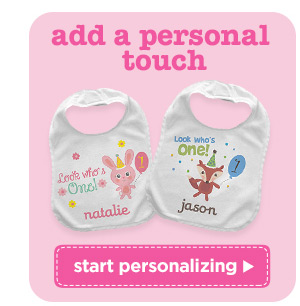 add a personal
touch
Look who's
One!
1
natalie
Look who's
One!
1
jason
start personalizing